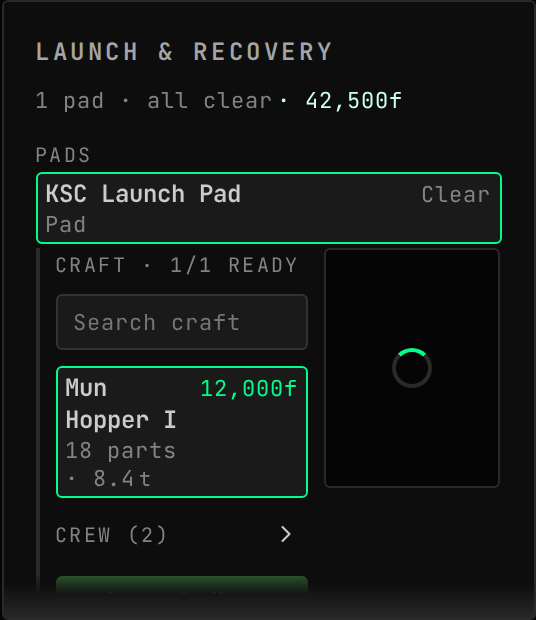 LAUNCH & RECOVERY
1 pad · all clear · 42,500f
PADS
KSC Launch Pad Clear
Pad
CRAFT · 1/1 READY
Search craft
Mun 12,000f
Hopper I
18 parts
· 8.4t
CREW (2)